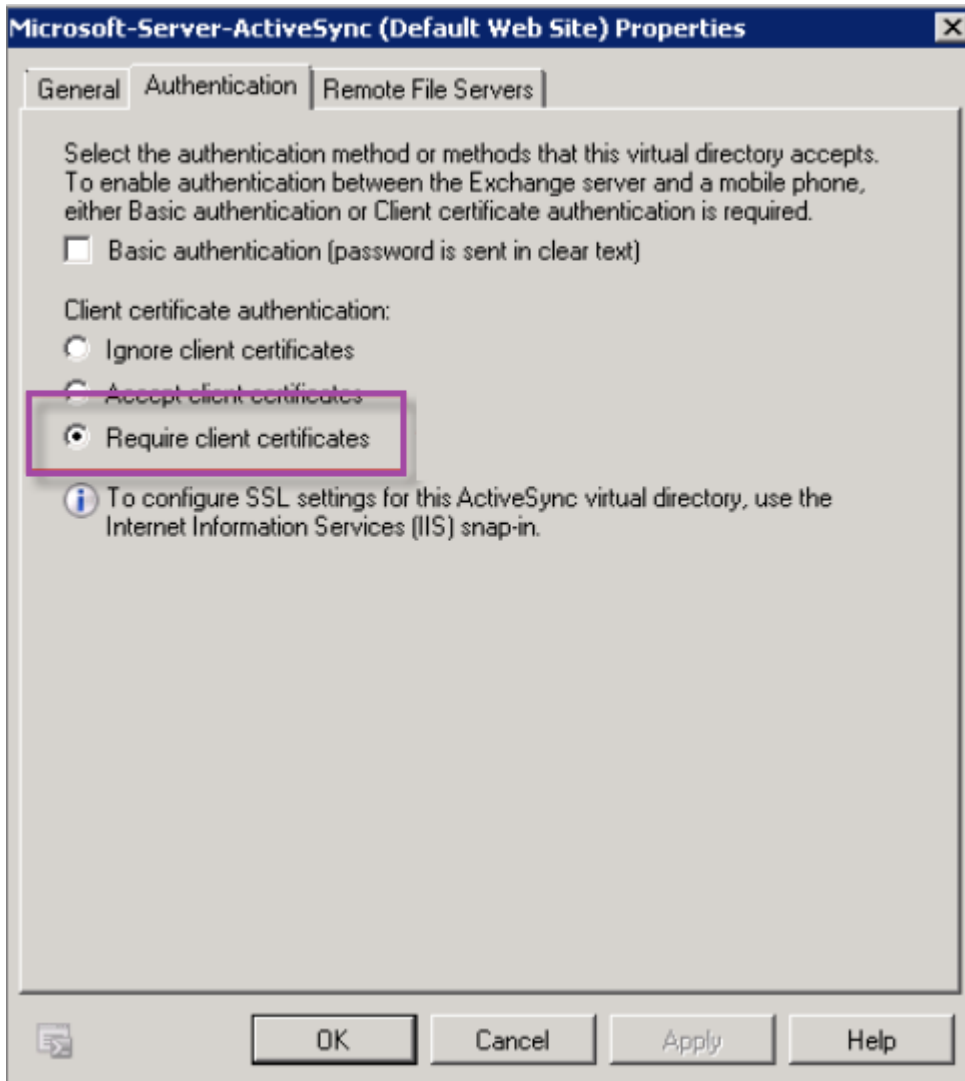 Microsoft-Server-ActiveSync (Default Web Site) Properties
General Authentication Remote File Servers
Select the authentication method or methods that this virtual directory accepts.
To enable authentication between the Exchange server and a mobile phone,
either Basic authentication or Client certificate authentication is required.
Basic authentication (password is sent in clear text)
Client certificate authentication:
Ignore client certificates
Accept client certificates
Require client certificates
To configure SSL settings for this ActiveSync virtual directory, use the
Internet Information Services (IIS) snap-in.
OK Cancel Apply Help